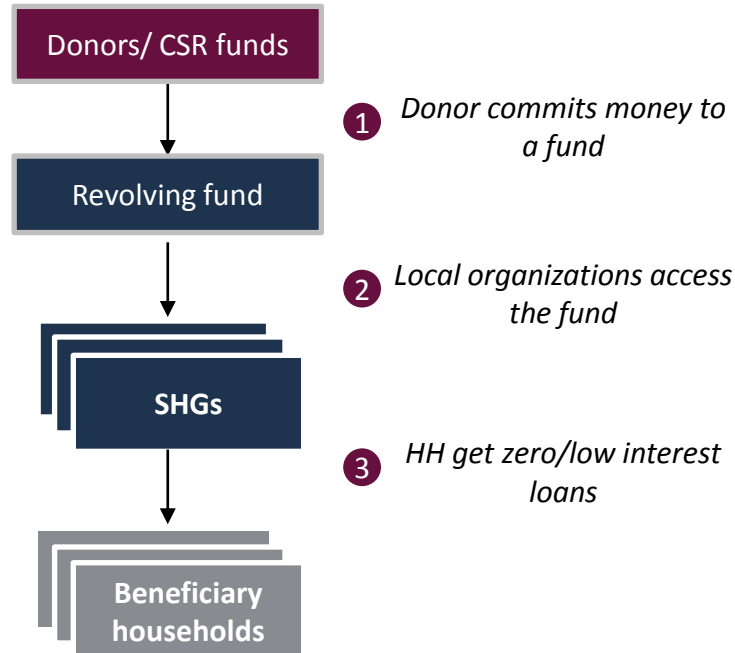 Donors/ CSR funds
1 Donor commits money to
a fund
Revolving fund
2 Local organizations access
the fund
SHGs
3 HH get zero/low interest
loans
Beneficiary
households